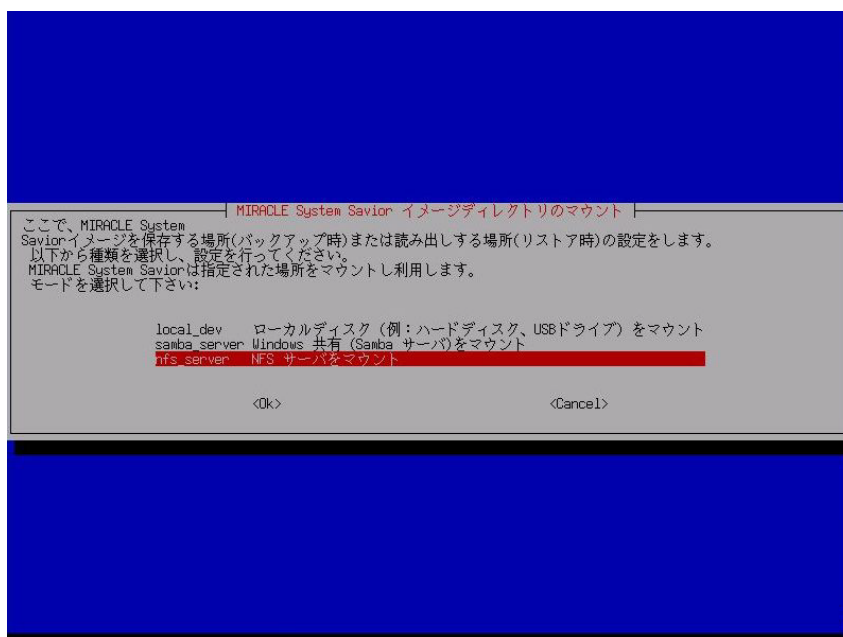 MIRACLE System Savior イメージディレクトリのマウント
ここで、MIRACLE System
Saviorイメージを保存する場所(バックアップ時)または読み出しする場所(リストア時)の設定をします。
以下から種類を選択し、設定を行ってください。
MIRACLE System Saviorは指定された場所をマウントし利用します。
モードを選択して下さい:
local_dev ローカルディスク (例：ハードディスク、USBドライブ) をマウント
samba_server Windows 共有 (Samba サーバ)をマウント
nfs_server NFS サーバをマウント
<Ok> <Cancel>